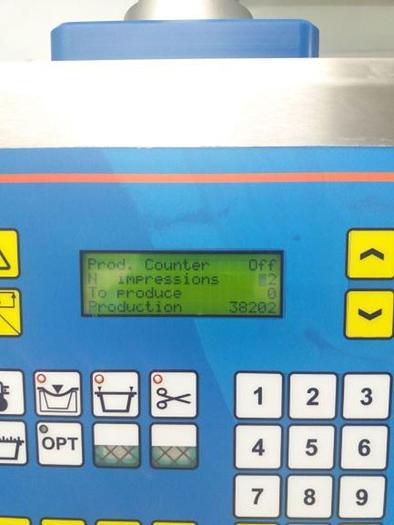 Prod. Counter Off
N impressions 2
To produce 0
Production 38202
1 2 3
OPT 4 5 6
7 8 9